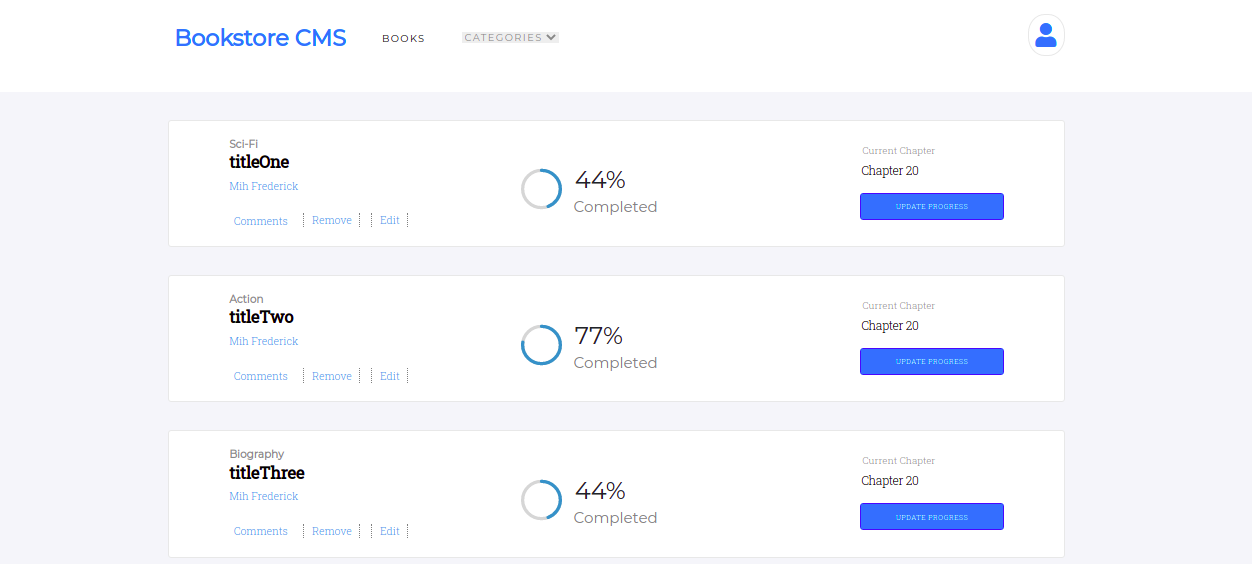 Bookstore CMS BOOKS CATEGORIES
Sci-Fi
titleOne
Mih Frederick
Comments Remove Edit
44%
Completed
Current Chapter
Chapter 20
UPDATE PROGRESS
Action
titleTwo
Mih Frederick
Comments Remove Edit
77%
Completed
Current Chapter
Chapter 20
UPDATE PROGRESS
Biography
titleThree
Mih Frederick
Comments Remove Edit
44%
Completed
Current Chapter
Chapter 20
UPDATE PROGRESS